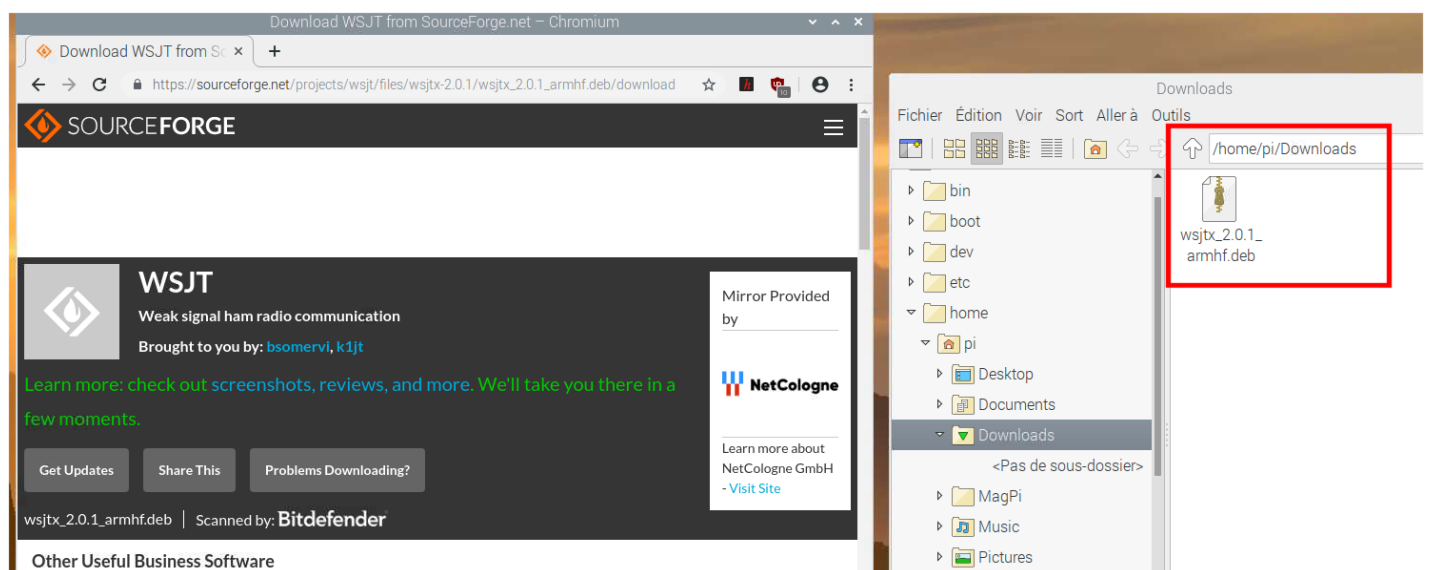 Download WSJT from SourceForge.net – Chromium
Download WSJT from So
https://sourceforge.net/projects/wsjt/files/wsjtx-2.0.1/wsjtx_2.0.1_armhf.deb/download
10
SOURCEFORGE
WSJT
Weak signal ham radio communication
Brought to you by: bsomervi, k1jt
Learn more: check out screenshots, reviews, and more. We'll take you there in a
few moments.
Get Updates
Share This
Problems Downloading?
wsjtx_2.0.1_armhf.deb | Scanned by: Bitdefender
Other Useful Business Software
Mirror Provided
by
NetCologne
Learn more about
NetCologne GmbH
- Visit Site
Downloads
Fichier Édition Voir Sort Aller à Outils
/home/pi/Downloads
bin
boot
dev
etc
home
pi
Desktop
Documents
Downloads
<Pas de sous-dossier>
MagPi
Music
Pictures
wsjtx_2.0.1_
armhf.deb